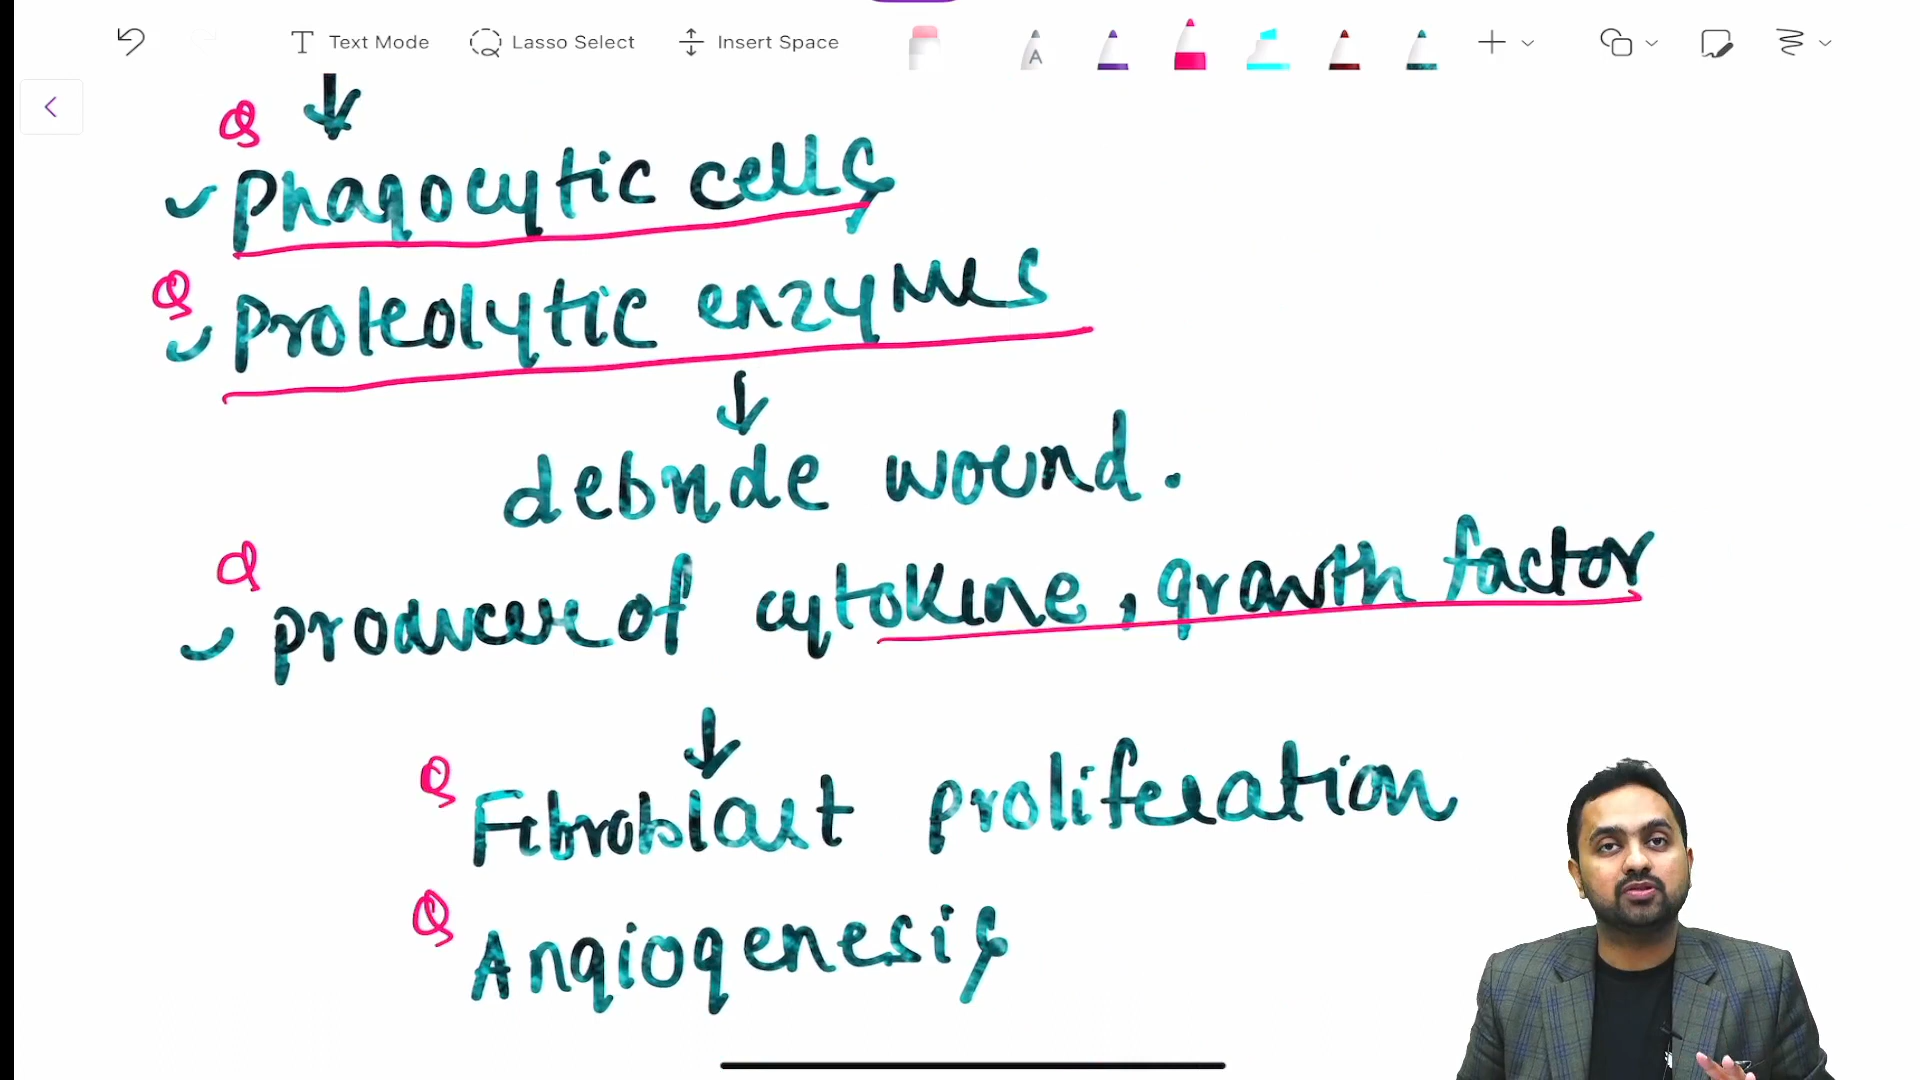 Text Mode Lasso Select Insert Space
A
Q
Phagocytic cells
Q
Proteolytic enzymes
debride wound.
Q
producer of cytokine, growth factor
Q
Fibroblast proliferation
Q
Angiogenesis